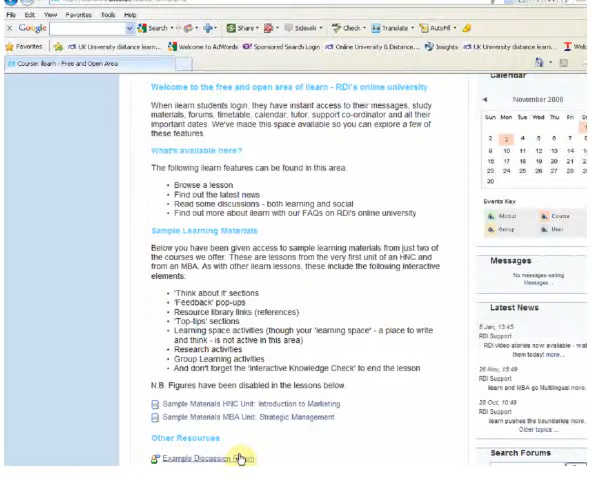 File Edit View Favorites Tools Help
Google Search Share Sidewiki Check Translate AutoFill
Favorites rdi UK University distance learn... Welcome to AdWords Sponsored Search Login rdi Online University & Distance... Insights rdi UK University distance learn...
Course: ilearn - Free and Open Area
Welcome to the free and open area of ilearn - RDI's online university
When ilearn students login, they have instant access to their messages, study
materials, forums, timetable, calendar, tutor, support co-ordinator and all their
important dates. We've made this space available so you can explore a few of
these features.
What's available here?
The following ilearn features can be found in this area:
• Browse a lesson
• Find out the latest news
• Read some discussions - both learning and social
• Find out more about ilearn with our FAQs on RDI's online university
Sample Learning Materials
Below you have been given access to sample learning materials from just two of
the courses we offer. These are lessons from the very first unit of an HNC and
from an MBA. As with other ilearn lessons, these include the following interactive
elements:
• 'Think about it' sections
• 'Feedback' pop-ups
• Resource library links (references)
• 'Top-tips' sections
• Learning space activities (though your 'learning space' - a place to write
and think - is not active in this area)
• Research activities
• Group Learning activities
• And don't forget the 'Interactive Knowledge Check' to end the lesson
N.B. Figures have been disabled in the lessons below.
Sample Materials HNC Unit: Introduction to Marketing
Sample Materials MBA Unit: Strategic Management
Other Resources
Example Discussion Forum
Calendar
November 2008
Sun Mon Tue Wed Thu Fri
2 3 4 5 6 7
9 10 11 12 13 14
16 17 18 19 20 21
23 24 25 26 27 28
30
Events Key
Global Course
Group User
Messages
No messages waiting
Messages...
Latest News
5 Jan, 13:45
RDI Support
RDI video stories now available - 
them today! more...
26 Nov, 15:49
RDI Support
ilearn and MBA go Multilingual more
28 Oct, 10:49
RDI Support
ilearn pushes the boundaries more
Older topics ...
Search Forums